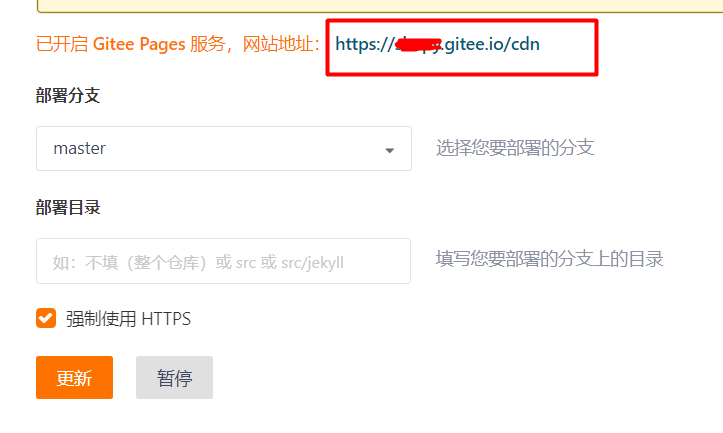 已开启 Gitee Pages 服务，网站地址： https://.gitee.io/cdn
部署分支
master
选择您要部署的分支
部署目录
如：不填（整个仓库）或 src 或 src/jekyll
填写您要部署的分支上的目录
强制使用 HTTPS
更新
暂停